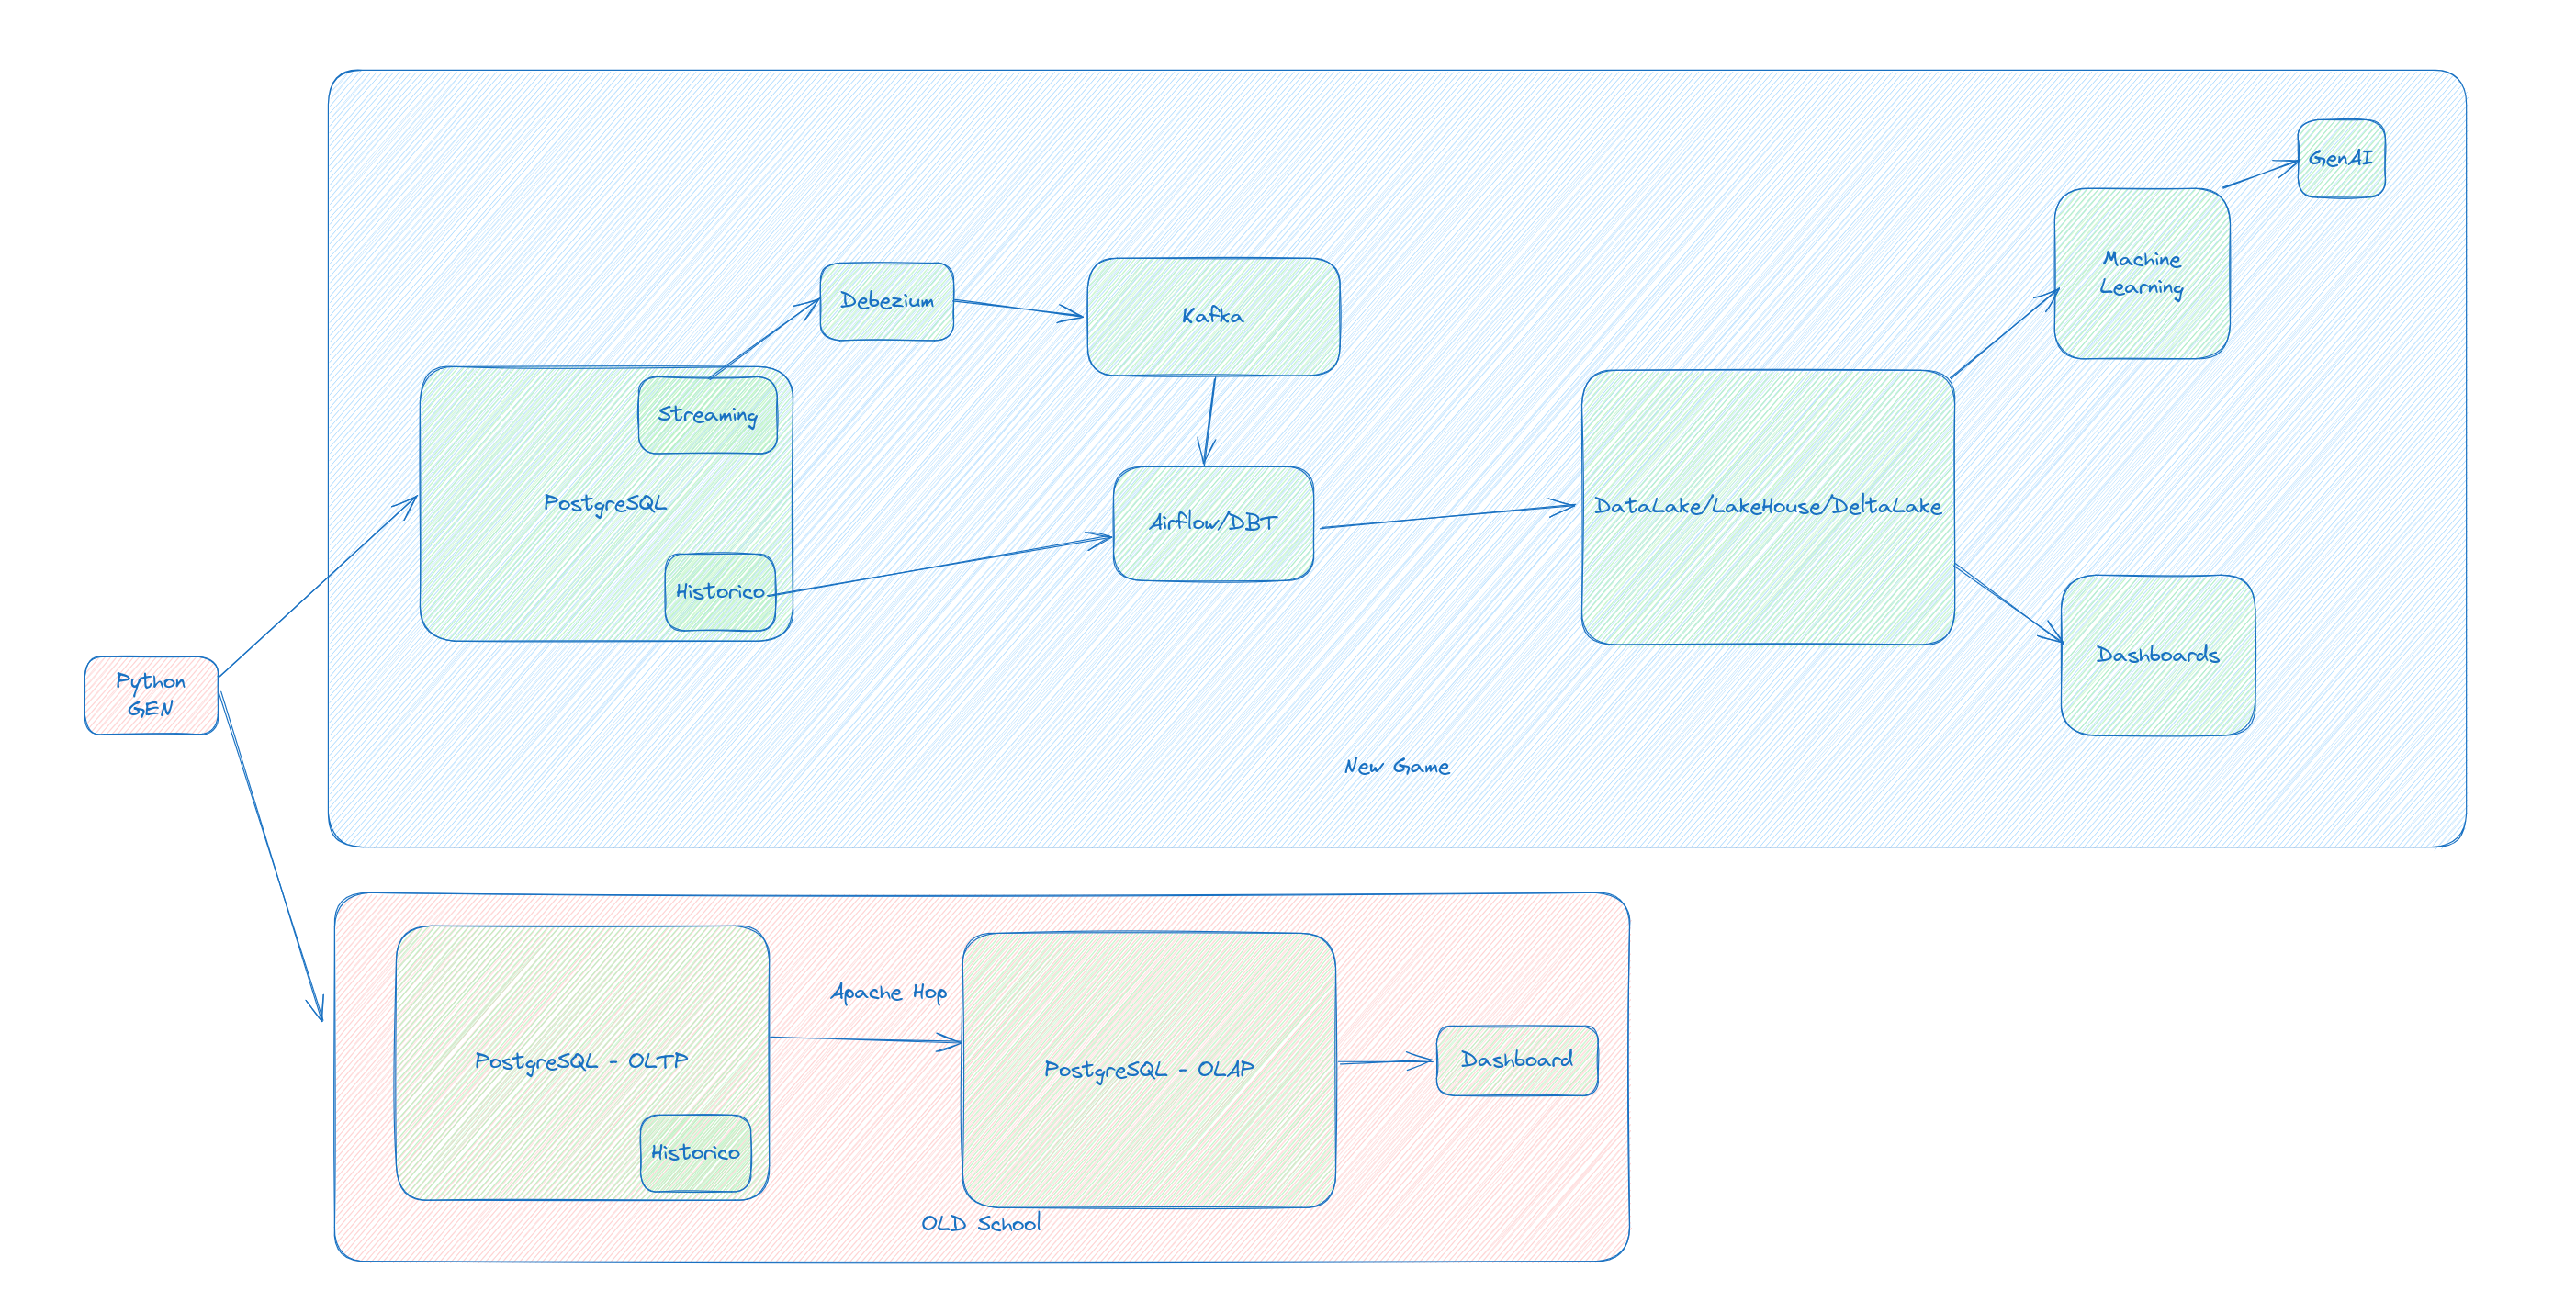 GenAI
Machine
Learning
Debezium
Kafka
Streaming
PostgreSQL
DataLake/LakeHouse/DeltaLake
Airflow/DBT
Historico
Dashboards
Python
GEN
New Game
Apache Hop
PostgreSQL - OLTP
PostgreSQL - OLAP
Dashboard
Historico
OLD School